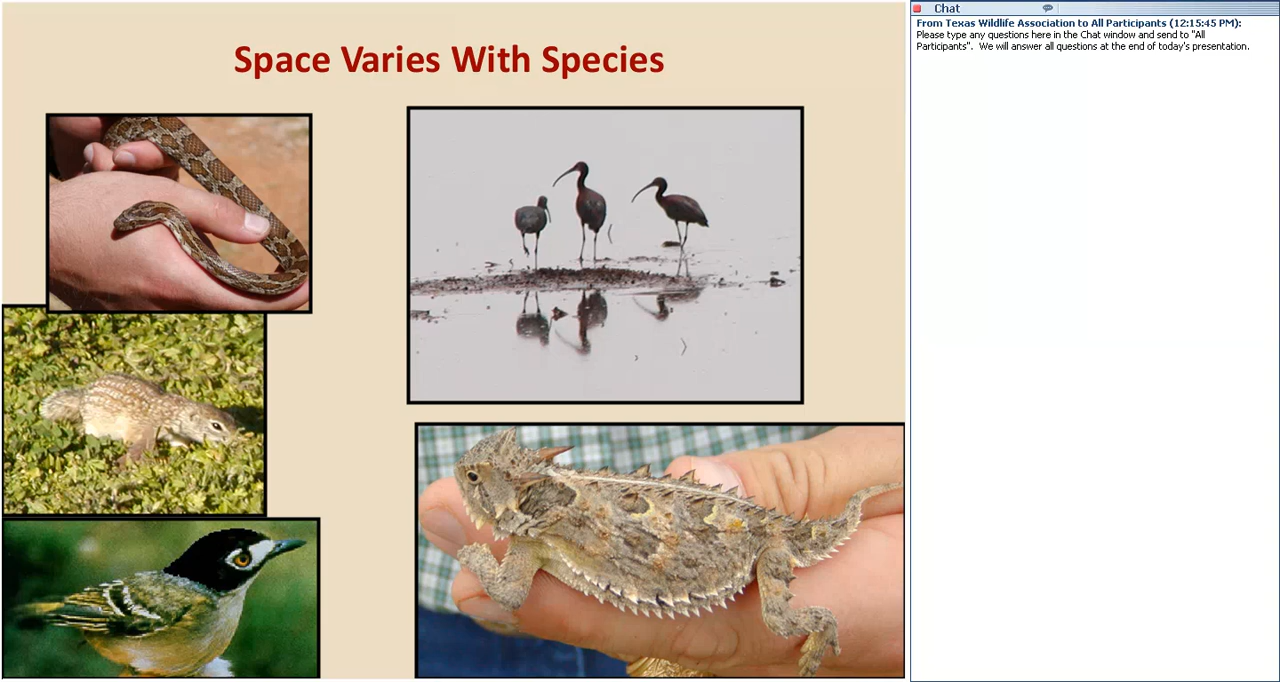 Space Varies With Species
Chat
From Texas Wildlife Association to All Participants (12:15:45 PM):
Please type any questions here in the Chat window and send to "All
Participants".  We will answer all questions at the end of today's presentation.